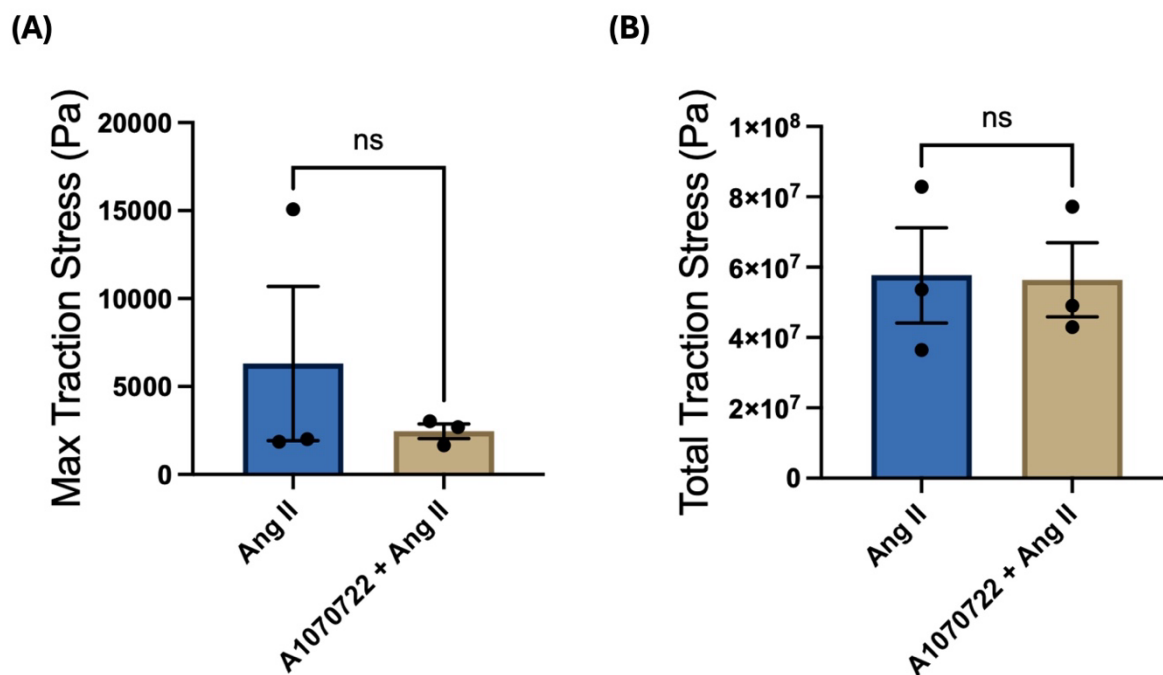 (A)
Max Traction Stress (Pa)
20000
15000
10000
5000
0
ns
Ang II
A1070722 + Ang II
(B)
Total Traction Stress (Pa)
1×10⁸
8×10⁷
6×10⁷
4×10⁷
2×10⁷
0
ns
Ang II
A1070722 + Ang II